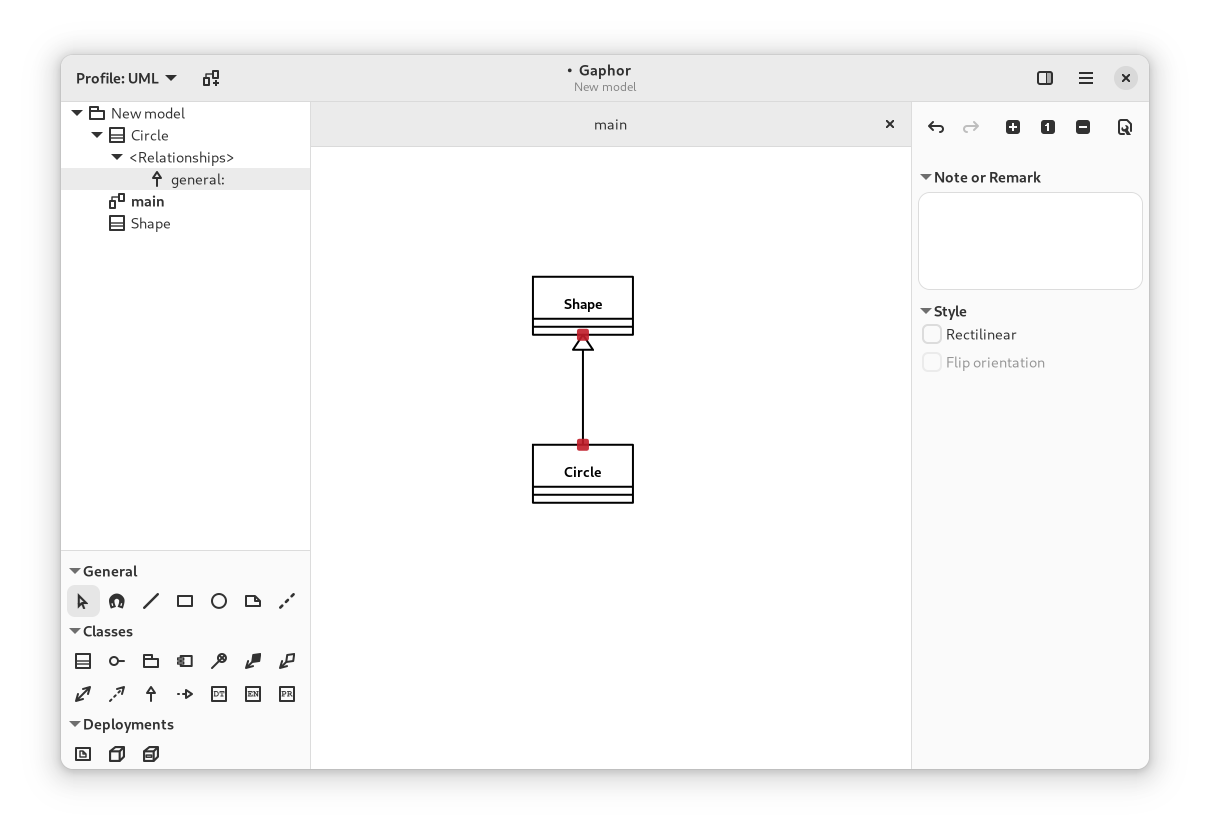 Profile: UML
• Gaphor
New model
New model
Circle
<Relationships>
general:
main
Shape
main
Shape
Circle
Note or Remark
Style
Rectilinear
Flip orientation
General
Classes
DT
EN
PR
Deployments
1